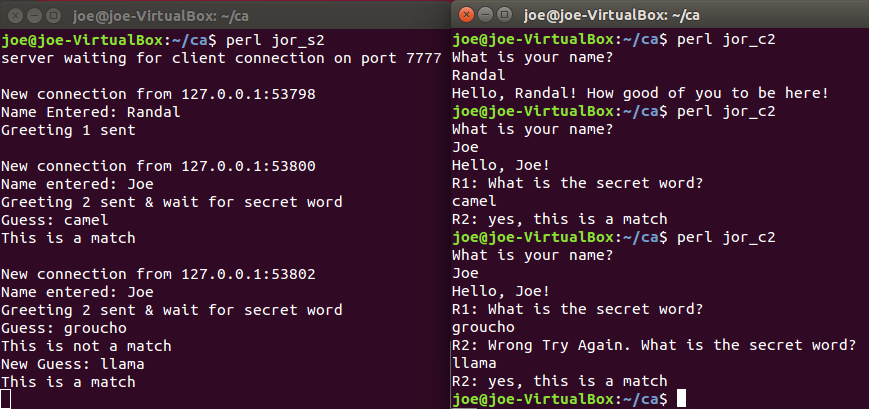 joe@joe-VirtualBox: ~/ca
joe@joe-VirtualBox:~/ca$ perl jor_s2
server waiting for client connection on port 7777
New connection from 127.0.0.1:53798
Name Entered: Randal
Greeting 1 sent
New connection from 127.0.0.1:53800
Name entered: Joe
Greeting 2 sent & wait for secret word
Guess: camel
This is a match
New connection from 127.0.0.1:53802
Name entered: Joe
Greeting 2 sent & wait for secret word
Guess: groucho
This is not a match
New Guess: llama
This is a match
joe@joe-VirtualBox: ~/ca
joe@joe-VirtualBox:~/ca$ perl jor_c2
What is your name?
Randal
Hello, Randal! How good of you to be here!
joe@joe-VirtualBox:~/ca$ perl jor_c2
What is your name?
Joe
Hello, Joe!
R1: What is the secret word?
camel
R2: yes, this is a match
joe@joe-VirtualBox:~/ca$ perl jor_c2
What is your name?
Joe
Hello, Joe!
R1: What is the secret word?
groucho
R2: Wrong Try Again. What is the secret word?
llama
R2: yes, this is a match
joe@joe-VirtualBox:~/ca$